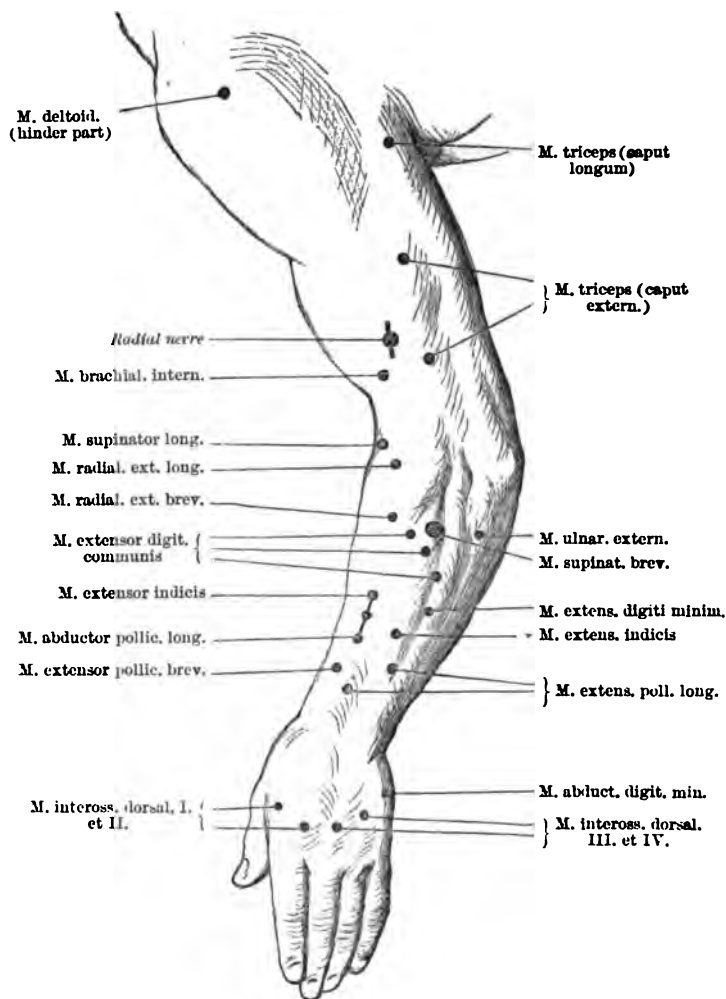 M. deltoid.
(hinder part)
Radial nerve
M. brachial. intern.
M. supinator long.
M. radial. ext. long.
M. radial. ext. brev.
M. extensor digit.
communis
M. extensor indicis
M. abductor pollic. long.
M. extensor pollic. brev.
M. inteross. dorsal. I.
et II.
M. triceps (caput
longum)
M. triceps (caput
extern.)
M. ulnar. extern.
M. supinat. brev.
M. extens. digiti minim.
M. extens. indicis
M. extens. poll. long.
M. abduct. digit. min.
M. inteross. dorsal.
III. et IV.